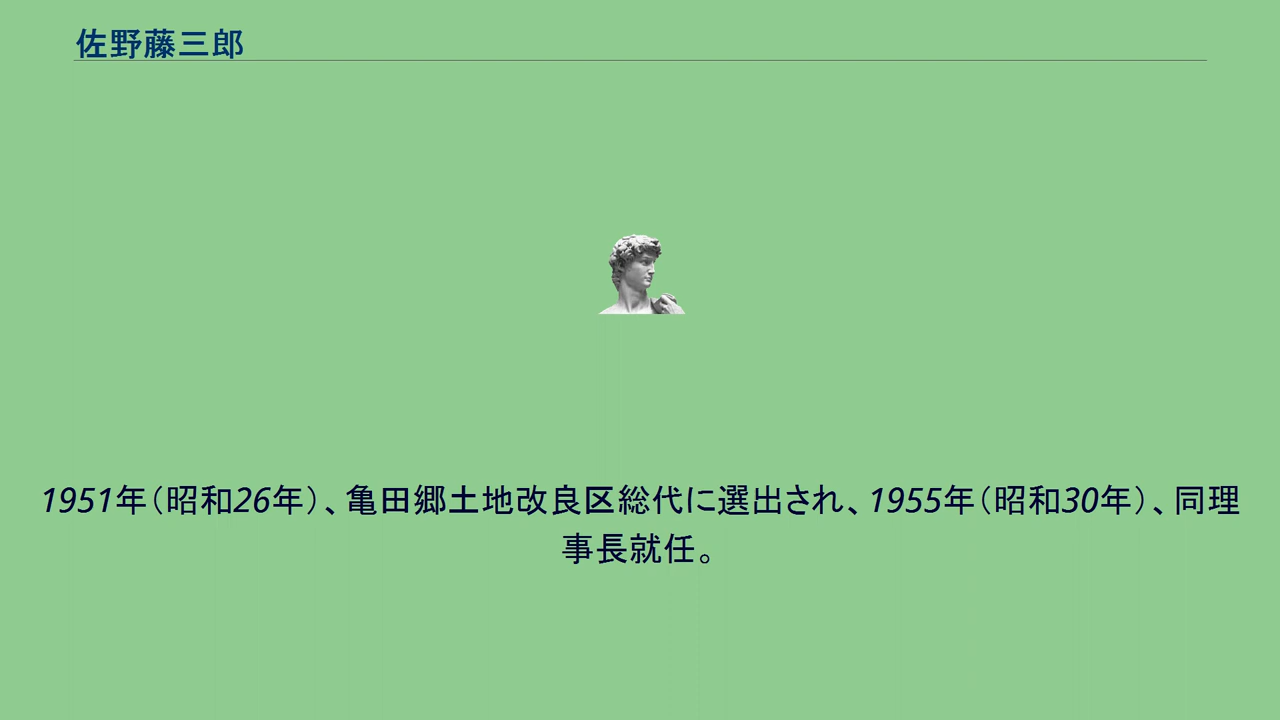 佐野藤三郎
1951年（昭和26年）、亀田郷土地改良区総代に選出され、1955年（昭和30年）、同理
事長就任。